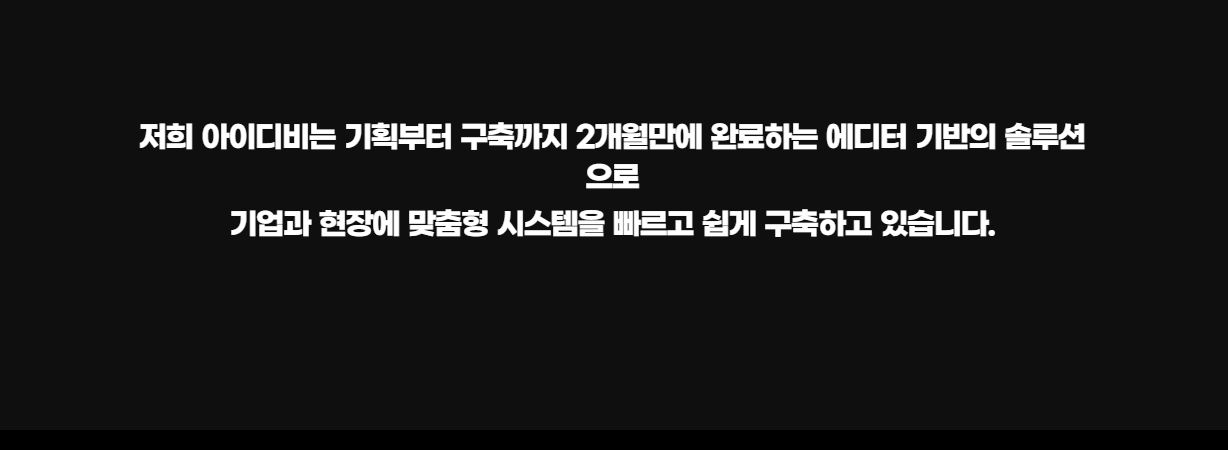 저희 아이디비는 기획부터 구축까지 2개월만에 완료하는 에디터 기반의 솔루션
으로
기업과 현장에 맞춤형 시스템을 빠르고 쉽게 구축하고 있습니다.